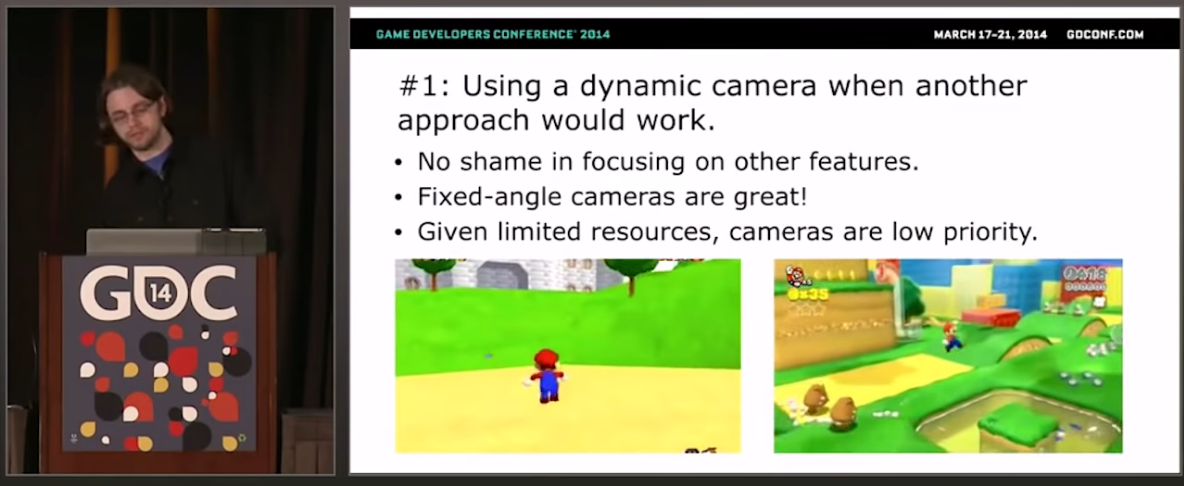 GAME DEVELOPERS CONFERENCE® 2014
MARCH 17–21, 2014 GDCONF.COM
#1: Using a dynamic camera when another
approach would work.
• No shame in focusing on other features.
• Fixed-angle cameras are great!
• Given limited resources, cameras are low priority.
GDC
14